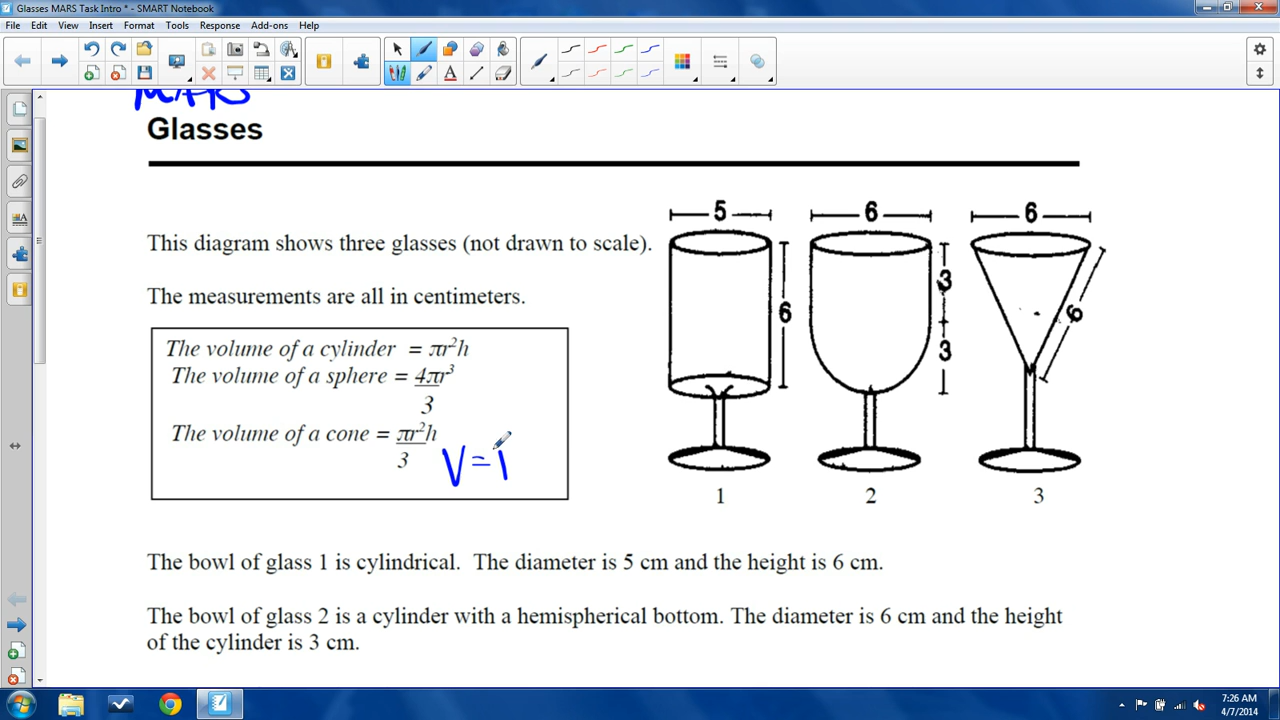 Glasses MARS Task Intro * - SMART Notebook
File Edit View Insert Format Tools Response Add-ons Help
MARS
Glasses
This diagram shows three glasses (not drawn to scale).
The measurements are all in centimeters.
The volume of a cylinder = πr²h
The volume of a sphere = 4πr³
3
The volume of a cone = πr²h
3
V = 1
5 6 6
6 3 3 6
1 2 3
The bowl of glass 1 is cylindrical. The diameter is 5 cm and the height is 6 cm.
The bowl of glass 2 is a cylinder with a hemispherical bottom. The diameter is 6 cm and the height
of the cylinder is 3 cm.
7:26 AM
4/7/2014